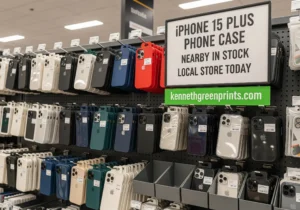 iPHONE 15 PLUS
PHONE CASE
NEARBY IN STOCK
LOCAL STORE TODAY
kennethgreenprints.com